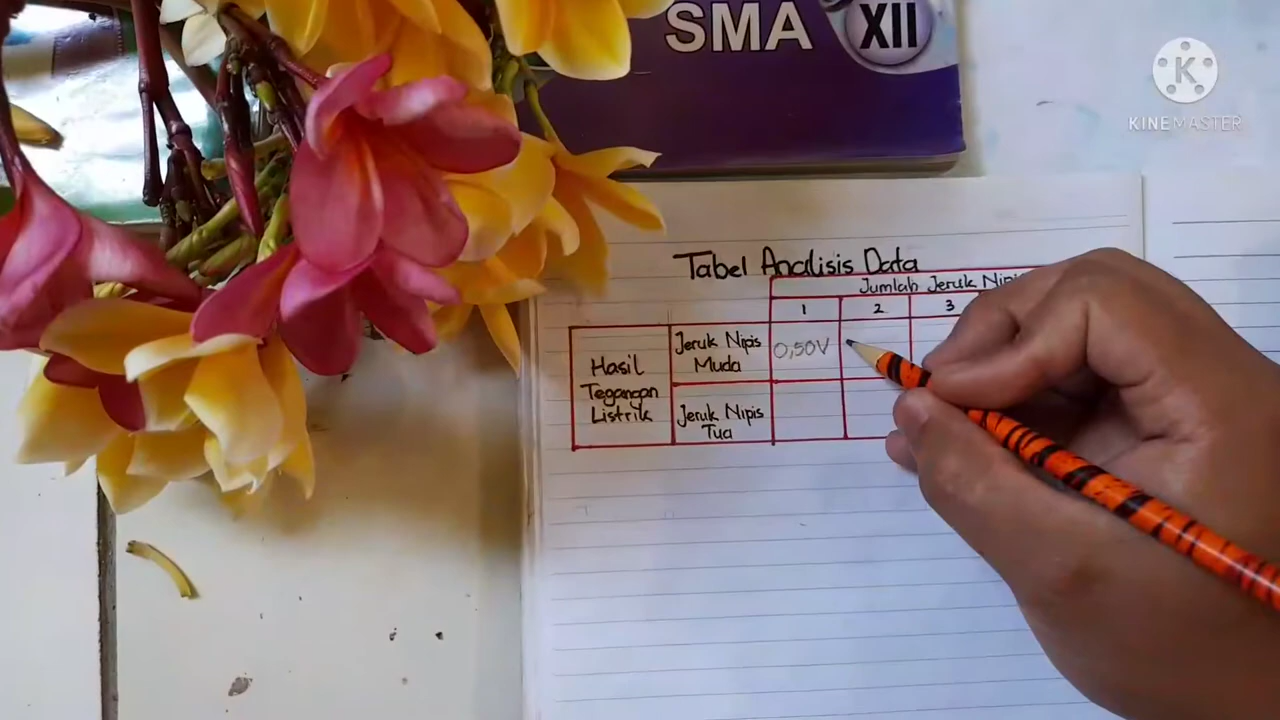 SMA XII
KINEMASTER
Tabel Analisis Data
Jumlah Jeruk Nipis
1 2 3
Hasil
Tegangan
Listrik
Jeruk Nipis
Muda
0,50V
Jeruk Nipis
Tua